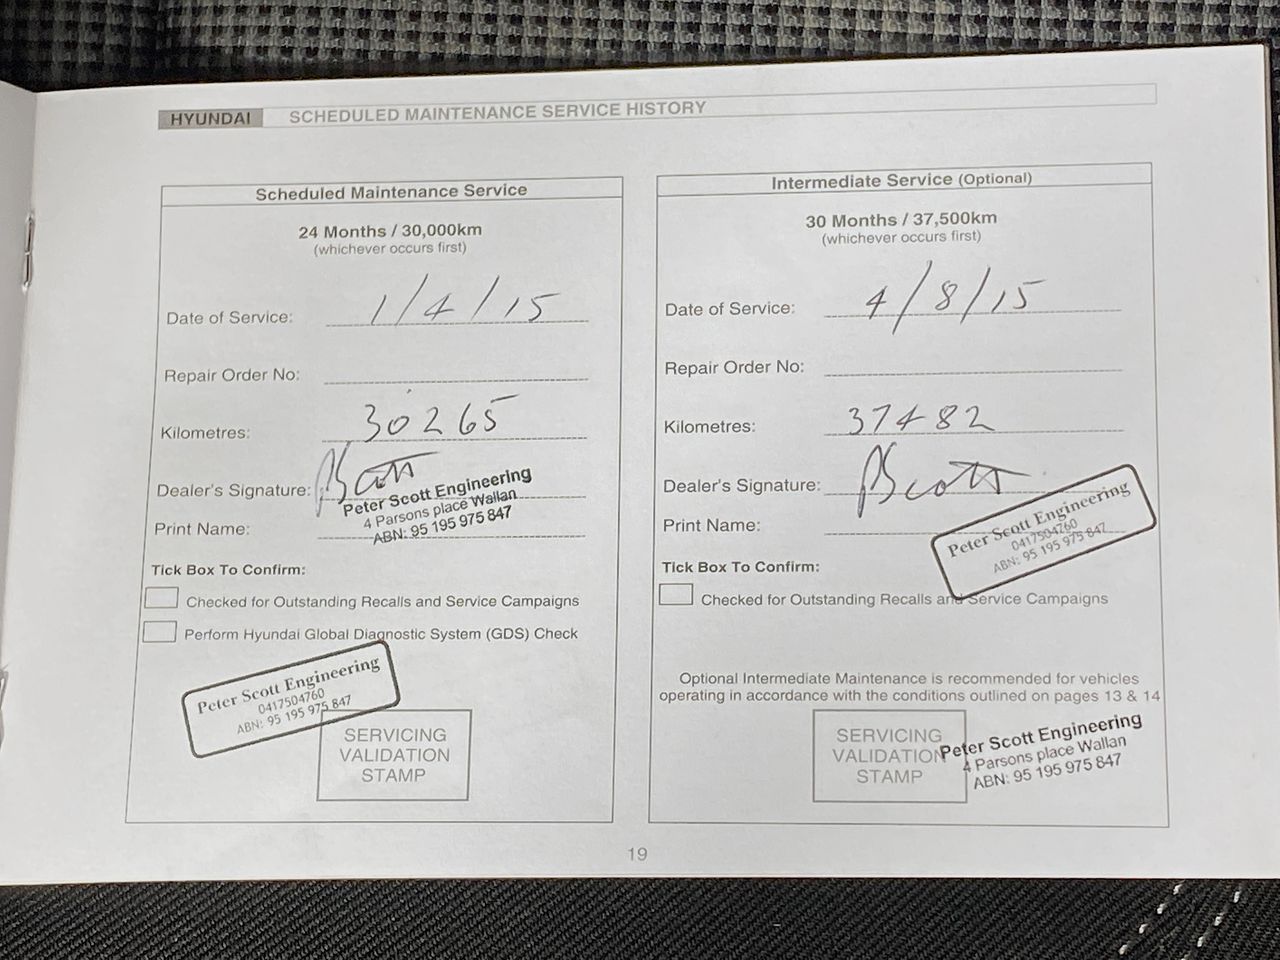 HYUNDAI SCHEDULED MAINTENANCE SERVICE HISTORY
Scheduled Maintenance Service
24 Months / 30,000km
(whichever occurs first)
Date of Service: 1/4/15
Repair Order No:
Kilometres: 30265
Dealer's Signature: PScott
Peter Scott Engineering
4 Parsons place Wallan
ABN: 95 195 975 847
Print Name:
Tick Box To Confirm:
Checked for Outstanding Recalls and Service Campaigns
Perform Hyundai Global Diagnostic System (GDS) Check
Peter Scott Engineering
0417504760
ABN: 95 195 975 847
SERVICING
VALIDATION
STAMP
Intermediate Service (Optional)
30 Months / 37,500km
(whichever occurs first)
Date of Service: 4/8/15
Repair Order No:
Kilometres: 37482
Dealer's Signature: PScott
Print Name:
Peter Scott Engineering
0417504760
ABN: 95 195 975 847
Tick Box To Confirm:
Checked for Outstanding Recalls and Service Campaigns
Optional Intermediate Maintenance is recommended for vehicles
operating in accordance with the conditions outlined on pages 13 & 14
SERVICING
VALIDATION
STAMP
Peter Scott Engineering
4 Parsons place Wallan
ABN: 95 195 975 847
19